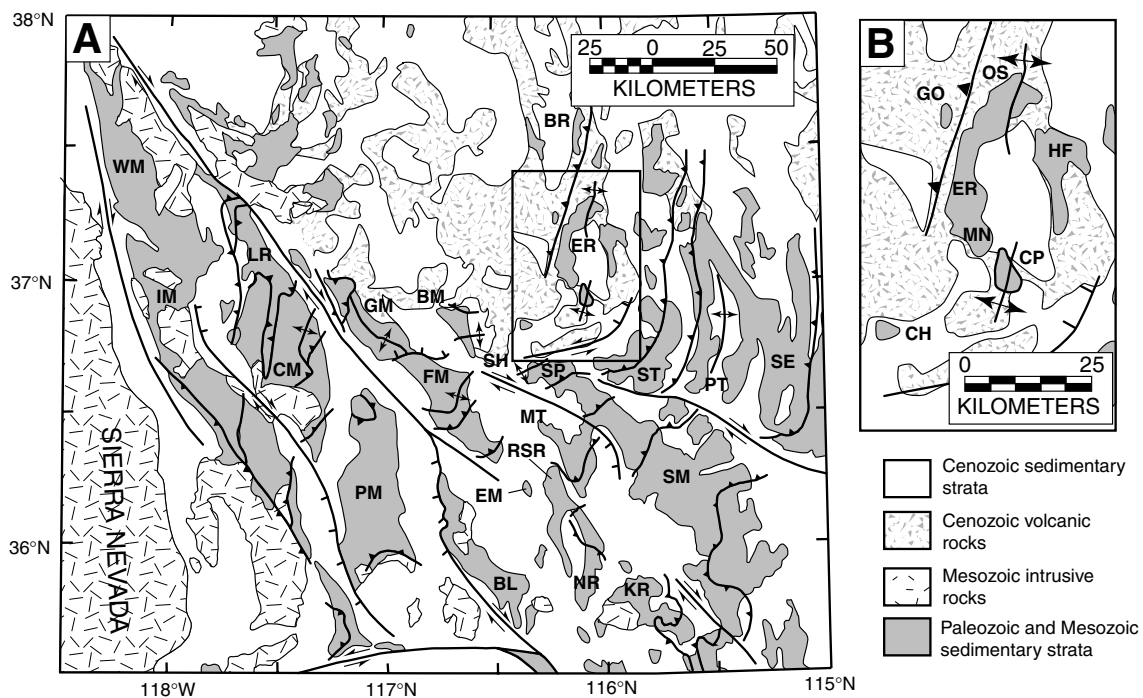 38°N
A
25 0 25 50
KILOMETERS
B
BR
OS
GO
WM
HF
ER
ER
MN
LR
CP
37°N
IM
GM
BM
CH
0 25
KILOMETERS
CM
SH
SP
ST
PT
SE
FM
MT
RSR
SIERRA NEVADA
PM
EM
SM
36°N
BL
NR
KR
118°W
117°N
116°N
115°N
Cenozoic sedimentary
strata
Cenozoic volcanic
rocks
Mesozoic intrusive
rocks
Paleozoic and Mesozoic
sedimentary strata